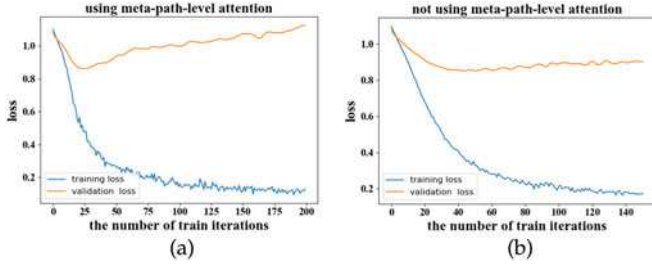 using meta-path-level attention
1.0
0.8
0.6
0.4
0.2
loss
training loss
validation loss
0 25 50 75 100 125 150 175 200
the number of train iterations
(a)
not using meta-path-level attention
1.0
0.8
0.6
0.4
0.2
loss
training loss
validation loss
0 20 40 60 80 100 120 140
the number of train iterations
(b)